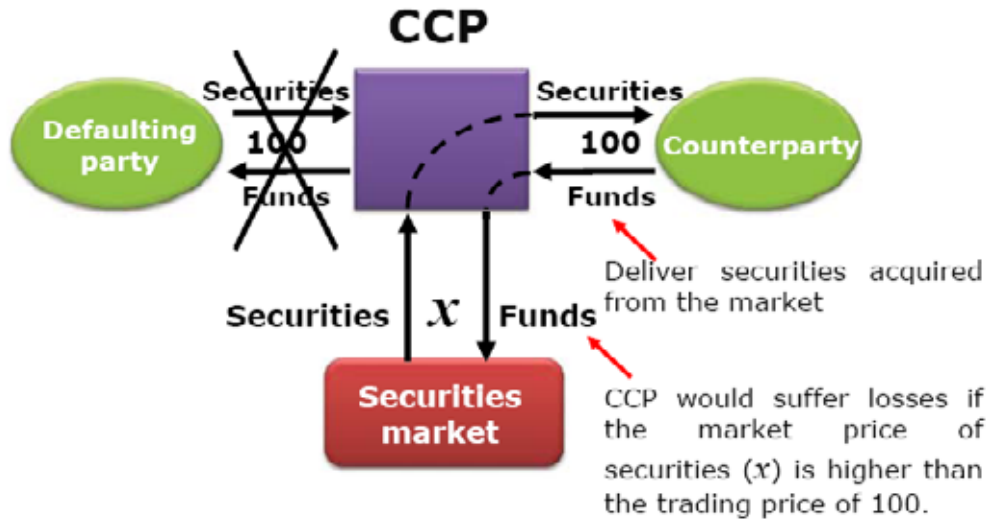 CCP
Securities
100
Funds
Defaulting
party
Securities
100
Funds
Counterparty
Deliver securities acquired
from the market
Securities
x
Funds
Securities
market
CCP would suffer losses if
the market price of
securities (x) is higher than
the trading price of 100.